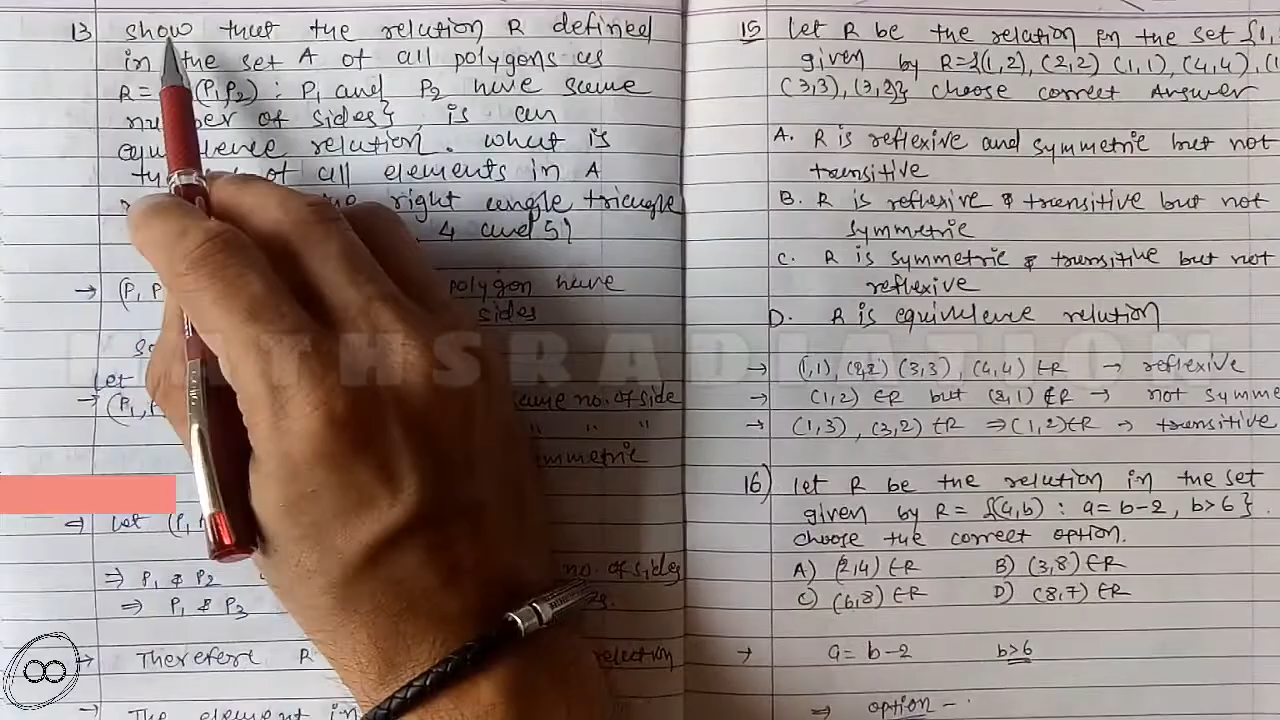 13 show that the relation R defined
in the set A of all polygons as
R= (P1, P2) : P1 and P2 have same
number of sides} is an
equivalence relation. what is
of all elements in A
right angle triangle
4 and 5?
→ (P, P polygon have
sides
Let
→ (P1, P same no. of side
" " "
symmetric
⇒ Let (P1
no. of sides
⇒ P1 & P2
⇒ P1 & P3
→ Therefore R relection
→ The element in
15 Let R be the relation in the set {1,
given by R={(1,2), (2,2) (1,1), (4,4), (1
(3,3), (3,2)} choose correct Answer
A. R is reflexive and symmetric but not
transitive
B. R is reflexive & transitive but not
symmetric
C. R is symmetric & transitive but not
reflexive
D. R is equivelence relation
MATHSRADIATION
→ (1,1), (2,2) (3,3), (4,4) ∈R → reflexive
→ (1,2) ∈R but (2,1) ∉R → not symme
→ (1,3), (3,2) ∈R ⇒(1,2)∈R → transitive
16) Let R be the relation in the set
given by R= {(a,b) : a= b-2, b>6}.
choose the correct option.
A) (2,4) ∈R B) (3,8) ∈R
C) (6,8) ∈R D) (8,7) ∈R
→ a= b-2 b>6
⇒ option -